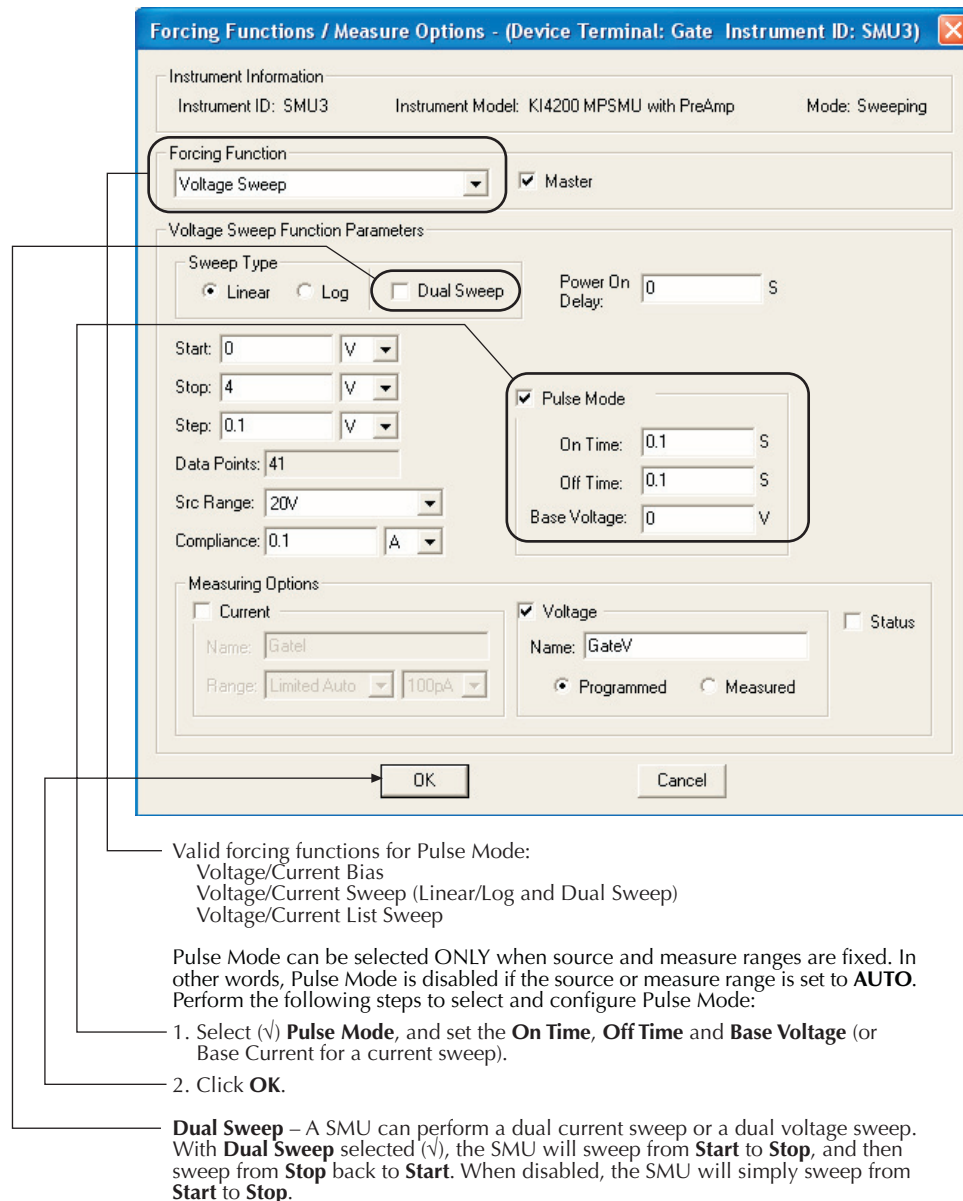 Forcing Functions / Measure Options - (Device Terminal: Gate Instrument ID: SMU3)
Instrument Information
Instrument ID: SMU3 Instrument Model: KI4200 MPSMU with PreAmp Mode: Sweeping
Forcing Function
Voltage Sweep Master
Voltage Sweep Function Parameters
Sweep Type
Linear Log Dual Sweep
Power On Delay: 0 S
Start: 0 V
Stop: 4 V
Step: 0.1 V
Data Points: 41
Src Range: 20V
Compliance: 0.1 A
Pulse Mode
On Time: 0.1 S
Off Time: 0.1 S
Base Voltage: 0 V
Measuring Options
Current
Name: GateI
Range: Limited Auto 100pA
Voltage
Name: GateV
Programmed Measured
Status
OK Cancel
Valid forcing functions for Pulse Mode:
Voltage/Current Bias
Voltage/Current Sweep (Linear/Log and Dual Sweep)
Voltage/Current List Sweep
Pulse Mode can be selected ONLY when source and measure ranges are fixed. In
other words, Pulse Mode is disabled if the source or measure range is set to AUTO.
Perform the following steps to select and configure Pulse Mode:
1. Select (√) Pulse Mode, and set the On Time, Off Time and Base Voltage (or
Base Current for a current sweep).
2. Click OK.
Dual Sweep – A SMU can perform a dual current sweep or a dual voltage sweep.
With Dual Sweep selected (√), the SMU will sweep from Start to Stop, and then
sweep from Stop back to Start. When disabled, the SMU will simply sweep from
Start to Stop.